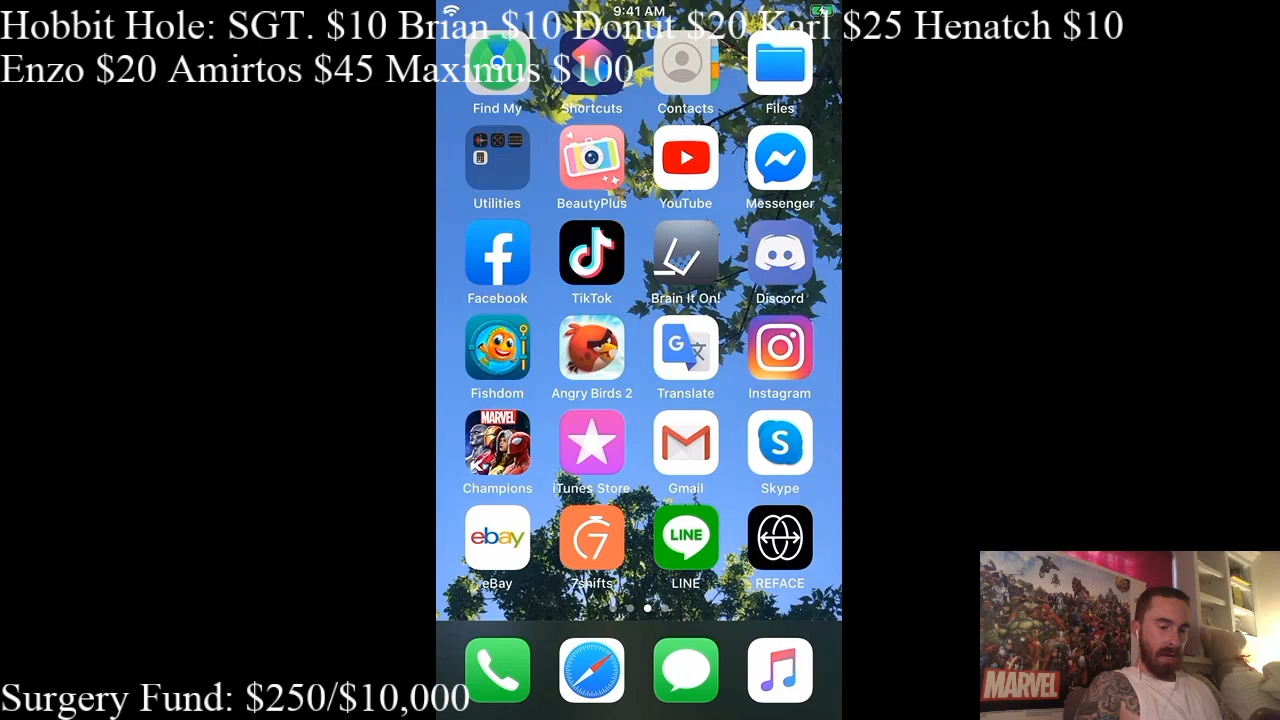 Hobbit Hole: SGT. $10 Brian $10 Donut $20 Karl $25 Henatch $10
Enzo $20 Amirtos $45 Maximus $100
9:41 AM
Find My Shortcuts Contacts Files
Utilities BeautyPlus YouTube Messenger
Facebook TikTok Brain It On! Discord
Fishdom Angry Birds 2 Translate Instagram
MARVEL
Champions iTunes Store Gmail Skype
ebay 7 LINE
eBay 7shifts LINE REFACE
MARVEL
Surgery Fund: $250/$10,000